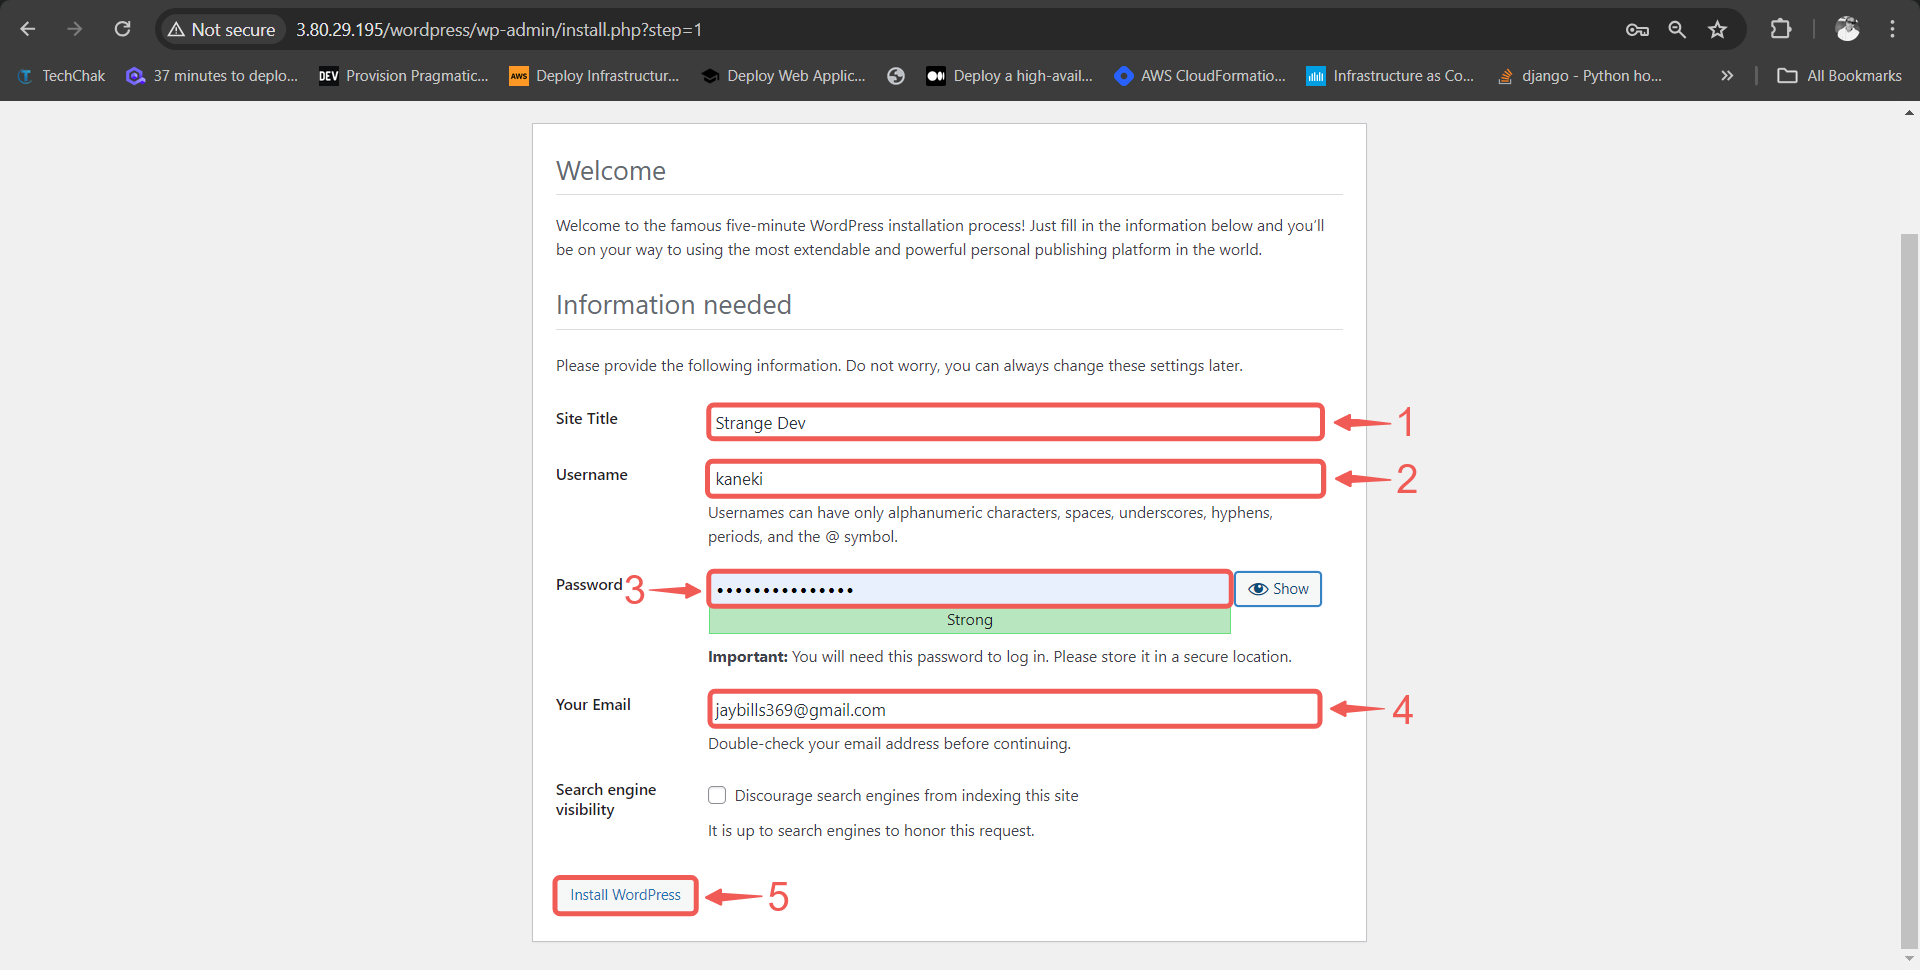 Not secure
3.80.29.195/wordpress/wp-admin/install.php?step=1
TechChak
37 minutes to deplo...
DEV
Provision Pragmatic...
AWS
Deploy Infrastructur...
Deploy Web Applic...
Deploy a high-avail...
AWS CloudFormatio...
Infrastructure as Co...
django - Python ho...
All Bookmarks
Welcome
Welcome to the famous five-minute WordPress installation process! Just fill in the information below and you’ll
be on your way to using the most extendable and powerful personal publishing platform in the world.
Information needed
Please provide the following information. Do not worry, you can always change these settings later.
Site Title
Strange Dev
1
Username
kaneki
2
Usernames can have only alphanumeric characters, spaces, underscores, hyphens,
periods, and the @ symbol.
Password
3
•••••••••••••••
Show
Strong
Important: You will need this password to log in. Please store it in a secure location.
Your Email
jaybills369@gmail.com
4
Double-check your email address before continuing.
Search engine
visibility
Discourage search engines from indexing this site
It is up to search engines to honor this request.
Install WordPress
5